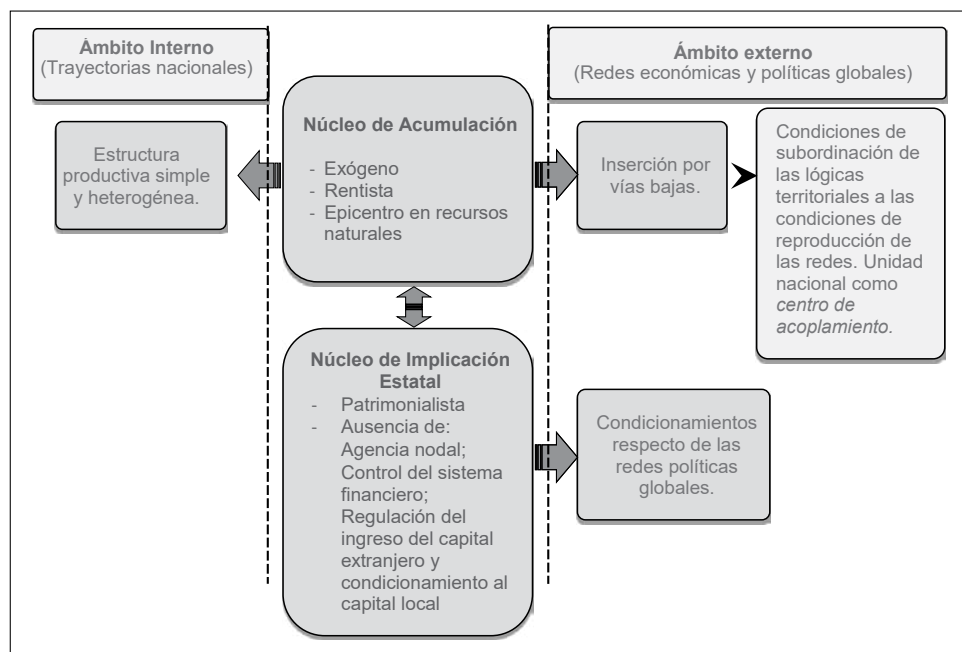 Ámbito Interno
(Trayectorias nacionales)
Ámbito externo
(Redes económicas y políticas globales)
Núcleo de Acumulación
- Exógeno
- Rentista
- Epicentro en recursos
naturales
Estructura
productiva simple
y heterogénea.
Inserción por
vías bajas.
Condiciones de
subordinación de
las lógicas
territoriales a las
condiciones de
reproducción de
las redes. Unidad
nacional como
centro de
acoplamiento.
Núcleo de Implicación
Estatal
- Patrimonialista
- Ausencia de:
Agencia nodal;
Control del sistema
financiero;
Regulación del
ingreso del capital
extranjero y
condicionamiento al
capital local
Condicionamientos
respecto de las
redes políticas
globales.